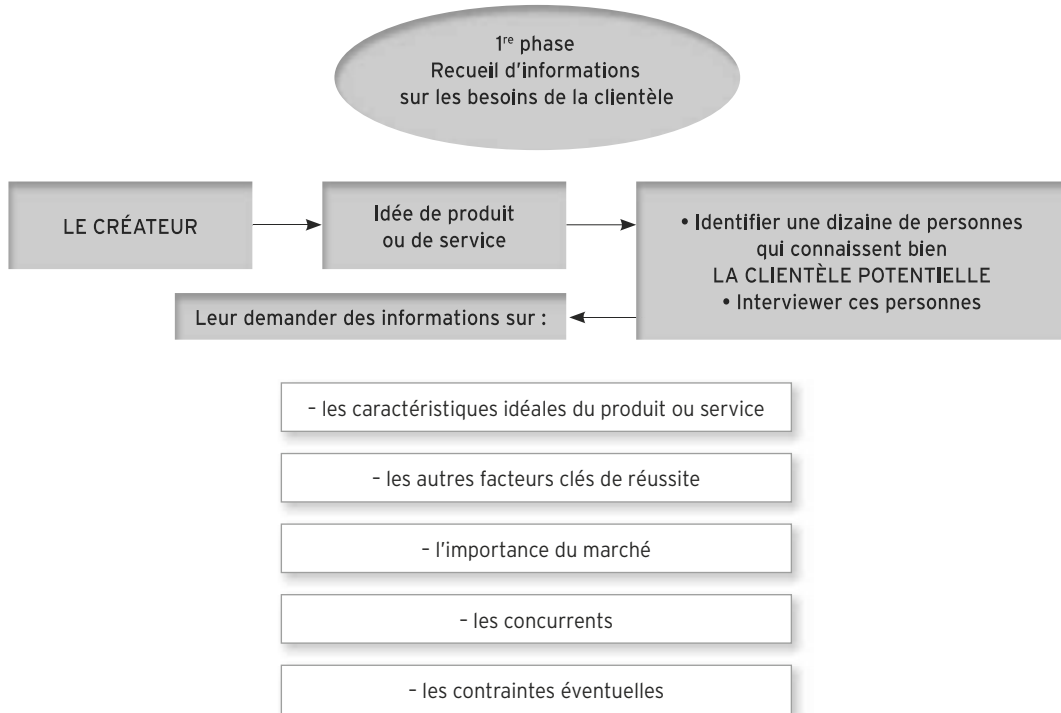 1re phase
Recueil d'informations
sur les besoins de la clientèle
LE CRÉATEUR
Idée de produit
ou de service
• Identifier une dizaine de personnes
qui connaissent bien
LA CLIENTÈLE POTENTIELLE
• Interviewer ces personnes
Leur demander des informations sur :
– les caractéristiques idéales du produit ou service
– les autres facteurs clés de réussite
– l'importance du marché
– les concurrents
– les contraintes éventuelles